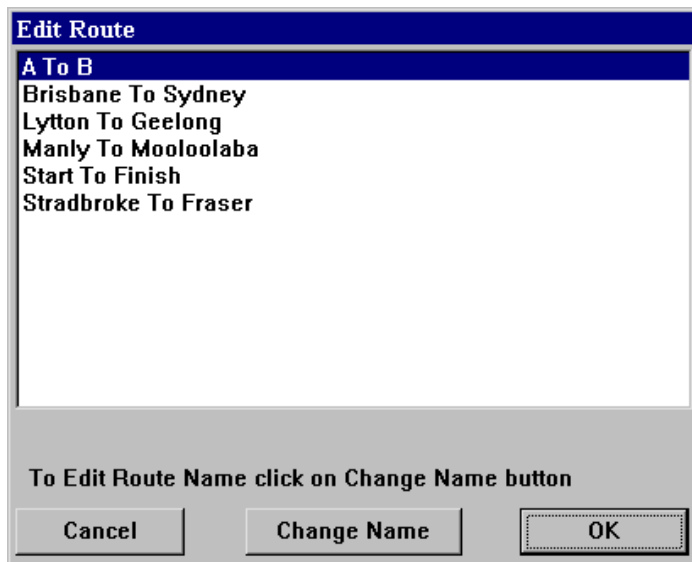 Edit Route
A To B
Brisbane To Sydney
Lytton To Geelong
Manly To Mooloolaba
Start To Finish
Stradbroke To Fraser
To Edit Route Name click on Change Name button
Cancel Change Name OK